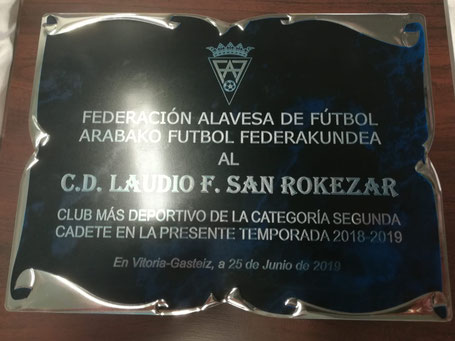 FAF
FEDERACIÓN ALAVESA DE FÚTBOL
ARABAKO FUTBOL FEDERAKUNDEA
AL
C.D. LAUDIO F. SAN ROKEZAR
CLUB MÁS DEPORTIVO DE LA CATEGORÍA SEGUNDA
CADETE EN LA PRESENTE TEMPORADA 2018-2019
En Vitoria-Gasteiz, a 25 de Junio de 2019